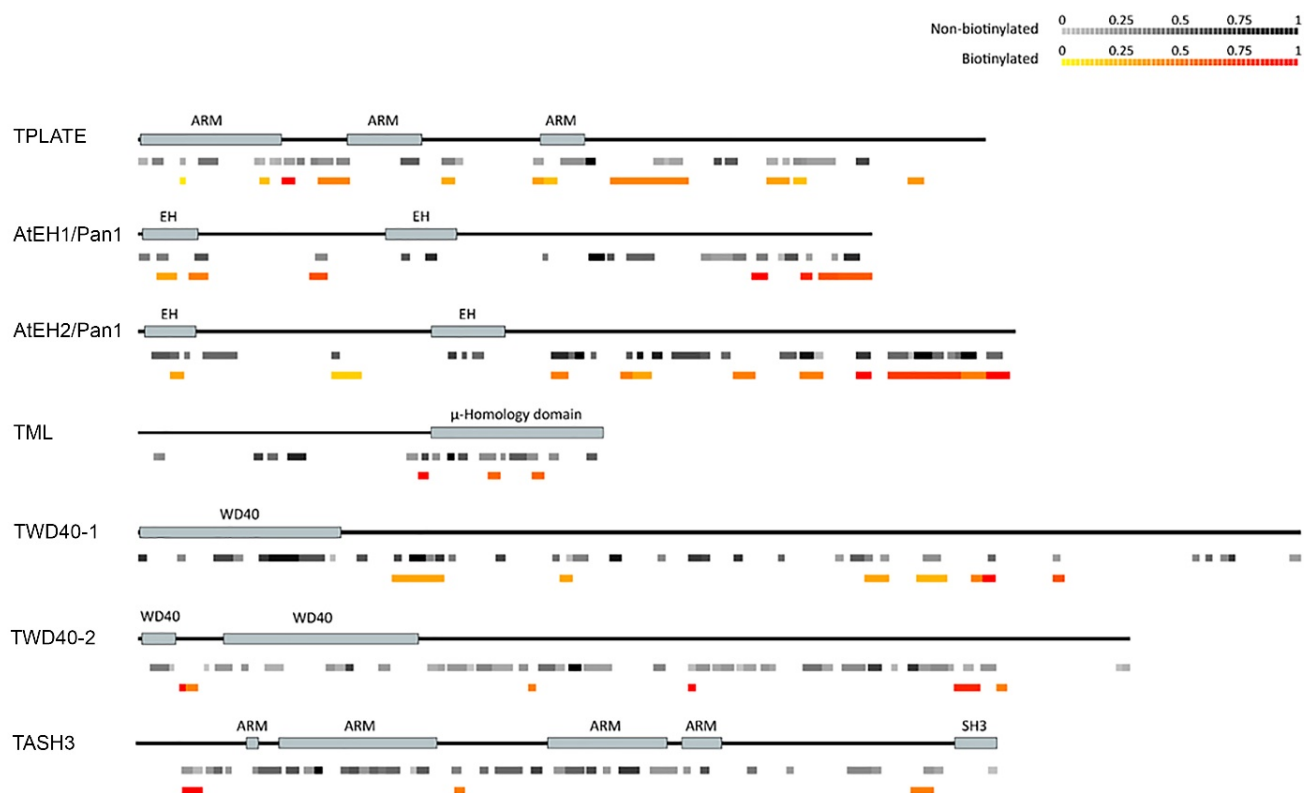 0 0.25 0.5 0.75 1
Non-biotinylated
0 0.25 0.5 0.75 1
Biotinylated
ARM ARM ARM
TPLATE
EH EH
AtEH1/Pan1
EH EH
AtEH2/Pan1
μ-Homology domain
TML
WD40
TWD40-1
WD40 WD40
TWD40-2
ARM ARM ARM ARM SH3
TASH3